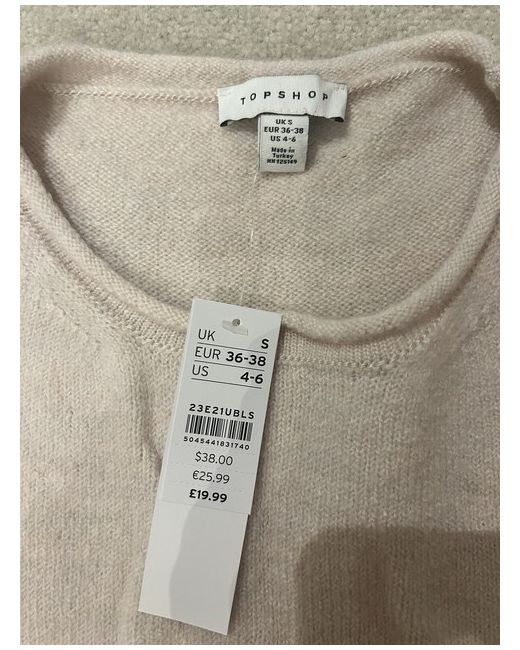 TOPSHOP
UK S
EUR 36-38
US 4-6
Made in
Turkey
UK S
EUR 36-38
US 4-6
23E21UBLS
5045441831740
$38.00
€25.99
£19.99